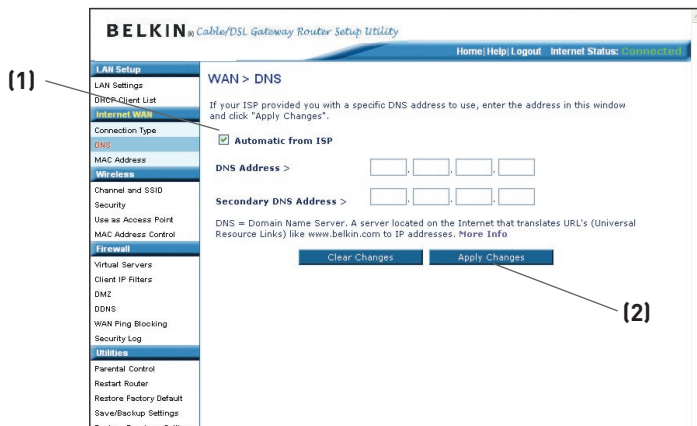 BELKIN® Cable/DSL Gateway Router Setup Utility
Home| Help| Logout Internet Status: Connected
LAN Setup
LAN Settings
DHCP Client List
Internet WAN
Connection Type
DNS
MAC Address
Wireless
Channel and SSID
Security
Use as Access Point
MAC Address Control
Firewall
Virtual Servers
Client IP Filters
DMZ
DDNS
WAN Ping Blocking
Security Log
Utilities
Parental Control
Restart Router
Restore Factory Default
Save/Backup Settings
(1)
WAN > DNS
If your ISP provided you with a specific DNS address to use, enter the address in this window
and click "Apply Changes".
Automatic from ISP
DNS Address >
. . .
Secondary DNS Address >
. . .
DNS = Domain Name Server. A server located on the Internet that translates URL's (Universal
Resource Links) like www.belkin.com to IP addresses. More Info
Clear Changes Apply Changes
(2)